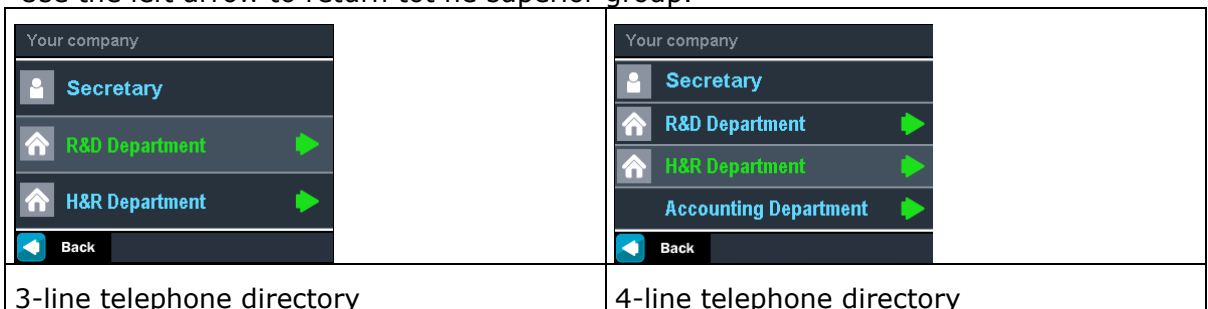 Use the left arrow to return tot he superior group.
Your company
Secretary
R&D Department
H&R Department
Back
3-line telephone directory
Your company
Secretary
R&D Department
H&R Department
Accounting Department
Back
4-line telephone directory